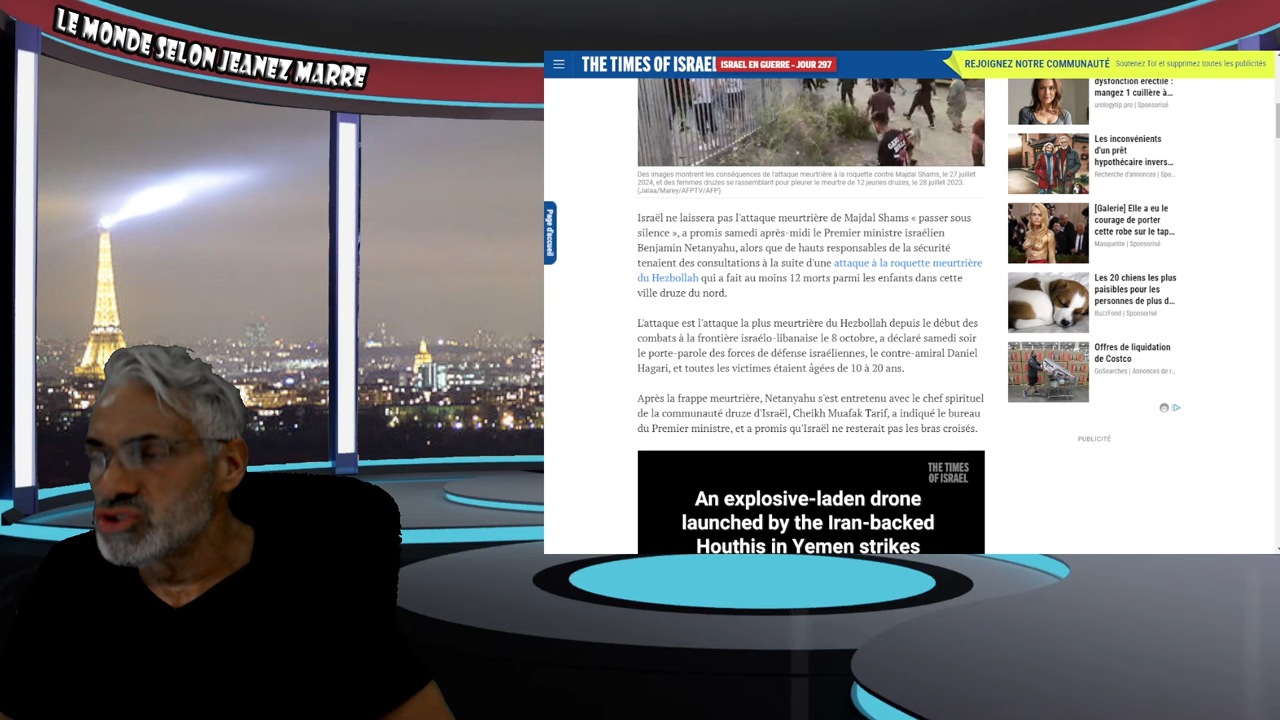 LE MONDE SELON JEANEZ MARRE
THE TIMES OF ISRAEL
ISRAEL EN GUERRE - JOUR 297
REJOIGNEZ NOTRE COMMUNAUTÉ
Soutenez ToI et supprimez toutes les publicités
Page d'accueil
Des images montrent les conséquences de l'attaque meurtrière à la roquette contre Majdal Shams, le 27 juillet
2024, et des femmes druzes se rassemblant pour pleurer le meurtre de 12 jeunes druzes, le 28 juillet 2023.
(Jalaa/Marey/AFPTV/AFP)
Israël ne laissera pas l'attaque meurtrière de Majdal Shams « passer sous
silence », a promis samedi après-midi le Premier ministre israélien
Benjamin Netanyahu, alors que de hauts responsables de la sécurité
tenaient des consultations à la suite d'une attaque à la roquette meurtrière
du Hezbollah qui a fait au moins 12 morts parmi les enfants dans cette
ville druze du nord.
L'attaque est l'attaque la plus meurtrière du Hezbollah depuis le début des
combats à la frontière israélo-libanaise le 8 octobre, a déclaré samedi soir
le porte-parole des forces de défense israéliennes, le contre-amiral Daniel
Hagari, et toutes les victimes étaient âgées de 10 à 20 ans.
Après la frappe meurtrière, Netanyahu s'est entretenu avec le chef spirituel
de la communauté druze d'Israël, Cheikh Muafak Tarif, a indiqué le bureau
du Premier ministre, et a promis qu'Israël ne resterait pas les bras croisés.
THE TIMES
OF ISRAEL
An explosive-laden drone
launched by the Iran-backed
Houthis in Yemen strikes
dysfonction érectile :
mangez 1 cuillère à...
urologytip.pro | Sponsorisé
Les inconvénients
d'un prêt
hypothécaire invers...
Recherche d'annonces | Spo...
[Galerie] Elle a eu le
courage de porter
cette robe sur le tap...
Masquelite | Sponsorisé
Les 20 chiens les plus
paisibles pour les
personnes de plus d...
BuzzFond | Sponsorisé
Offres de liquidation
de Costco
GoSearches | Annonces de r...
PUBLICITÉ